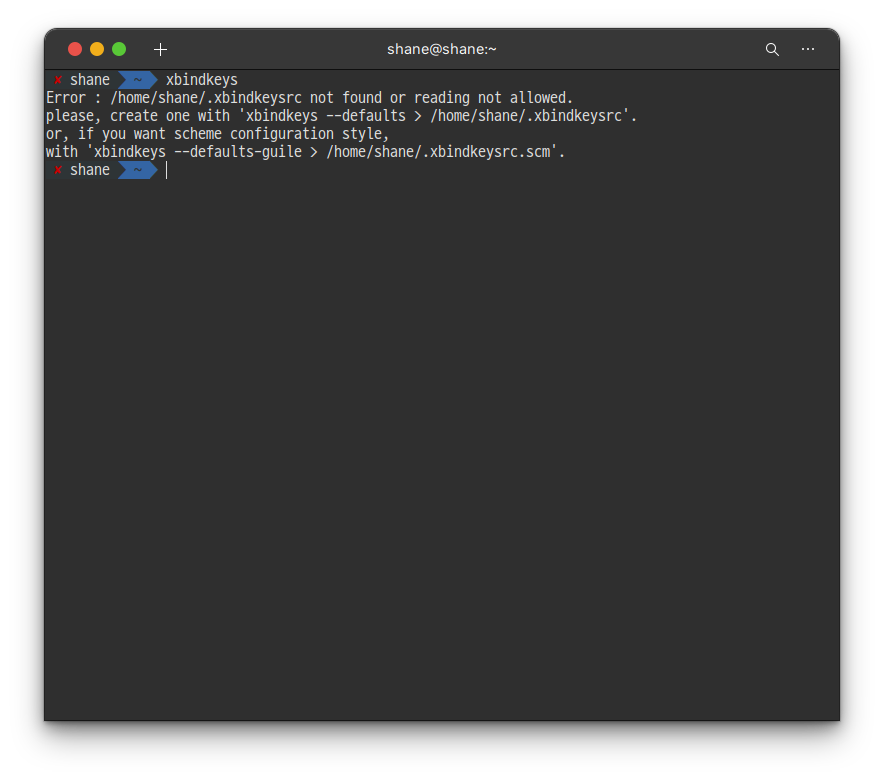 shane@shane:~
✘ shane ~ xbindkeys
Error : /home/shane/.xbindkeysrc not found or reading not allowed.
please, create one with 'xbindkeys --defaults > /home/shane/.xbindkeysrc'.
or, if you want scheme configuration style,
with 'xbindkeys --defaults-guile > /home/shane/.xbindkeysrc.scm'.
✘ shane ~